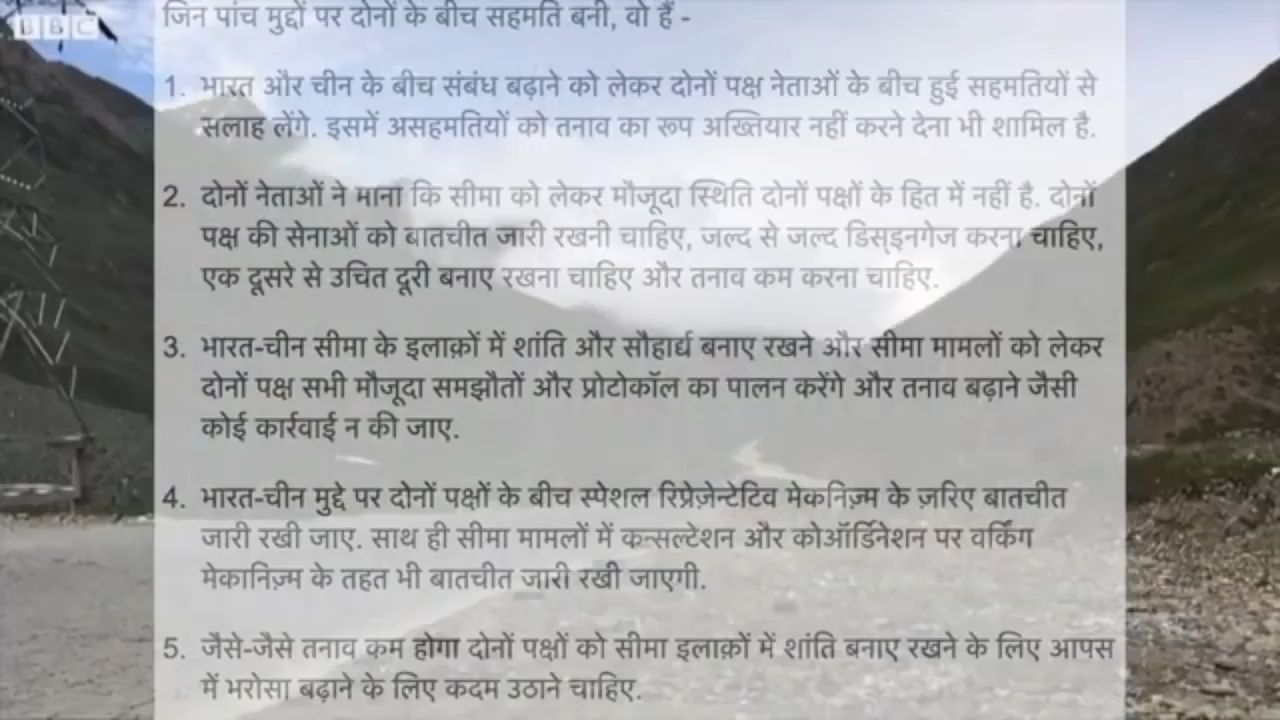 BBC
जिन पांच मुद्दों पर दोनों के बीच सहमति बनी, वो हैं -
1. भारत और चीन के बीच संबंध बढ़ाने को लेकर दोनों पक्ष नेताओं के बीच हुई सहमतियों से
सलाह लेंगे. इसमें असहमतियों को तनाव का रूप अख्तियार नहीं करने देना भी शामिल है.
2. दोनों नेताओं ने माना कि सीमा को लेकर मौजूदा स्थिति दोनों पक्षों के हित में नहीं है. दोनों
पक्ष की सेनाओं को बातचीत जारी रखनी चाहिए, जल्द से जल्द डिस्इनगेज करना चाहिए,
एक दूसरे से उचित दूरी बनाए रखना चाहिए और तनाव कम करना चाहिए.
3. भारत-चीन सीमा के इलाक़ों में शांति और सौहार्द्य बनाए रखने और सीमा मामलों को लेकर
दोनों पक्ष सभी मौजूदा समझौतों और प्रोटोकॉल का पालन करेंगे और तनाव बढ़ाने जैसी
कोई कार्रवाई न की जाए.
4. भारत-चीन मुद्दे पर दोनों पक्षों के बीच स्पेशल रिप्रेज़ेन्टेटिव मेकनिज़्म के ज़रिए बातचीत
जारी रखी जाए. साथ ही सीमा मामलों में कन्सल्टेशन और कोऑर्डिनेशन पर वर्किंग
मेकानिज़्म के तहत भी बातचीत जारी रखी जाएगी.
5. जैसे-जैसे तनाव कम होगा दोनों पक्षों को सीमा इलाक़ों में शांति बनाए रखने के लिए आपस
में भरोसा बढ़ाने के लिए कदम उठाने चाहिए.